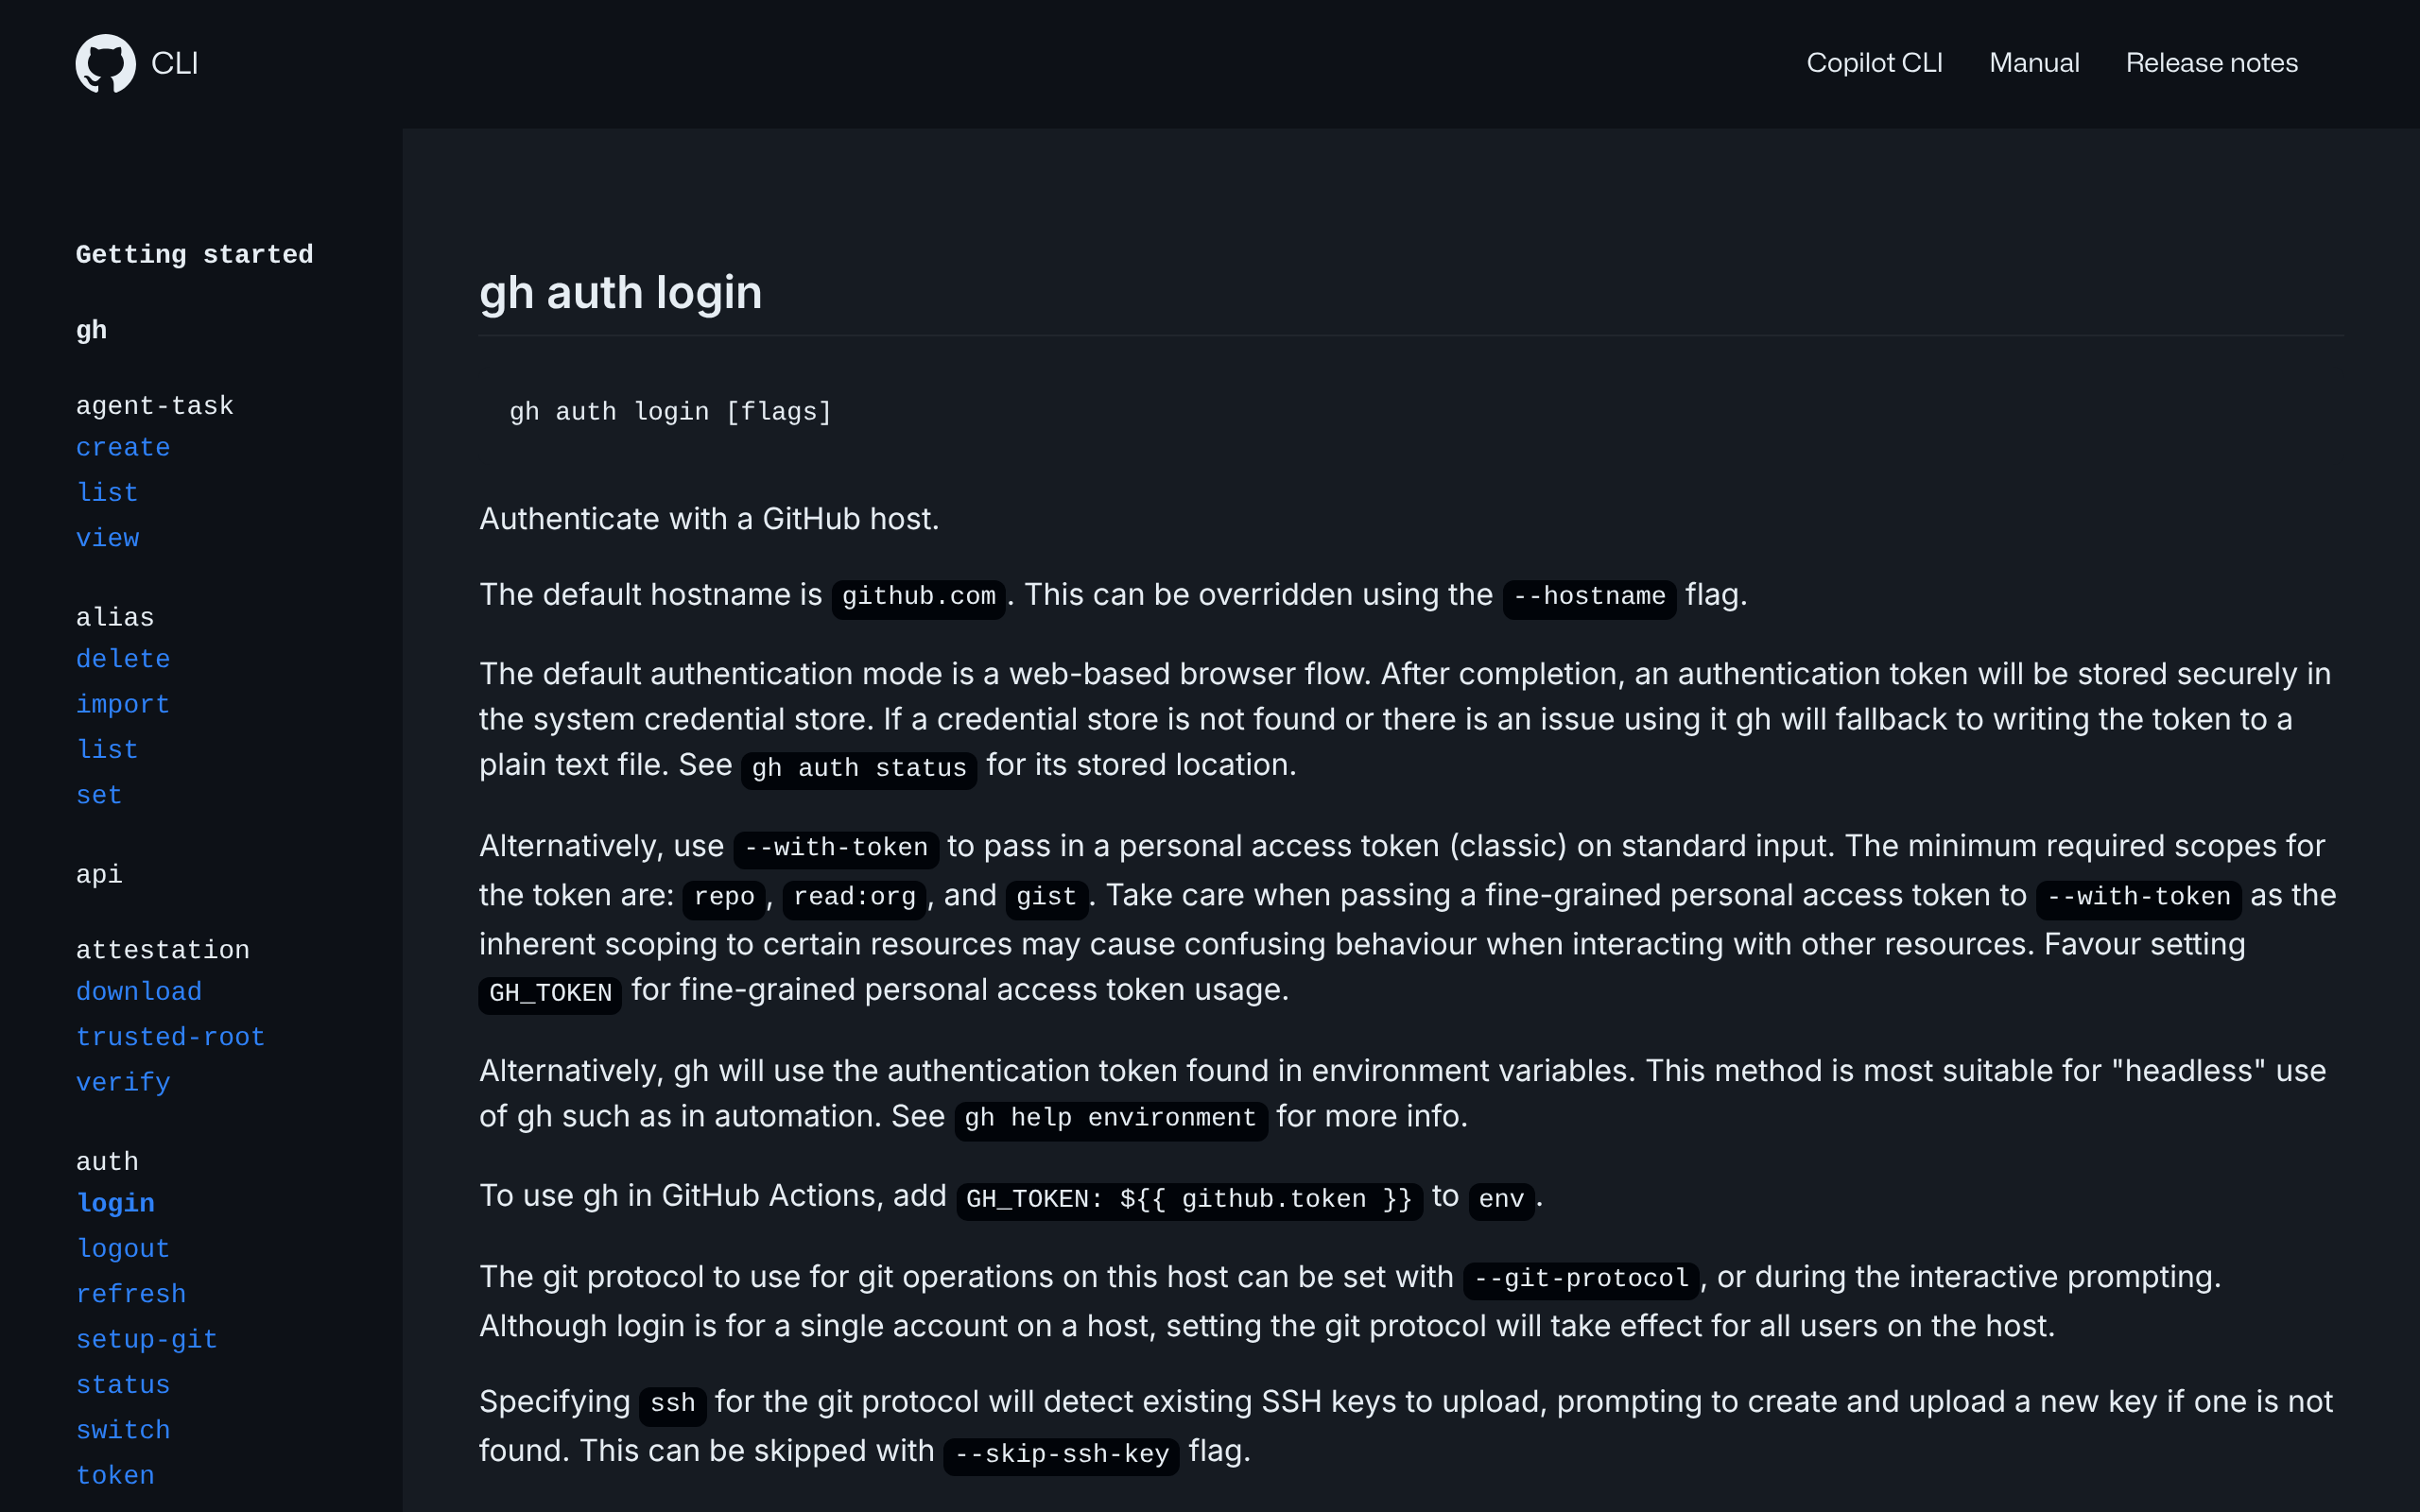 CLI
Copilot CLI
Manual
Release notes
Getting started
gh
agent-task
create
list
view
alias
delete
import
list
set
api
attestation
download
trusted-root
verify
auth
login
logout
refresh
setup-git
status
switch
token
gh auth login
gh auth login [flags]
Authenticate with a GitHub host.
The default hostname is github.com. This can be overridden using the --hostname flag.
The default authentication mode is a web-based browser flow. After completion, an authentication token will be stored securely in
the system credential store. If a credential store is not found or there is an issue using it gh will fallback to writing the token to a
plain text file. See gh auth status for its stored location.
Alternatively, use --with-token to pass in a personal access token (classic) on standard input. The minimum required scopes for
the token are: repo, read:org, and gist. Take care when passing a fine-grained personal access token to --with-token as the
inherent scoping to certain resources may cause confusing behaviour when interacting with other resources. Favour setting
GH_TOKEN for fine-grained personal access token usage.
Alternatively, gh will use the authentication token found in environment variables. This method is most suitable for "headless" use
of gh such as in automation. See gh help environment for more info.
To use gh in GitHub Actions, add GH_TOKEN: ${{ github.token }} to env.
The git protocol to use for git operations on this host can be set with --git-protocol, or during the interactive prompting.
Although login is for a single account on a host, setting the git protocol will take effect for all users on the host.
Specifying ssh for the git protocol will detect existing SSH keys to upload, prompting to create and upload a new key if one is not
found. This can be skipped with --skip-ssh-key flag.